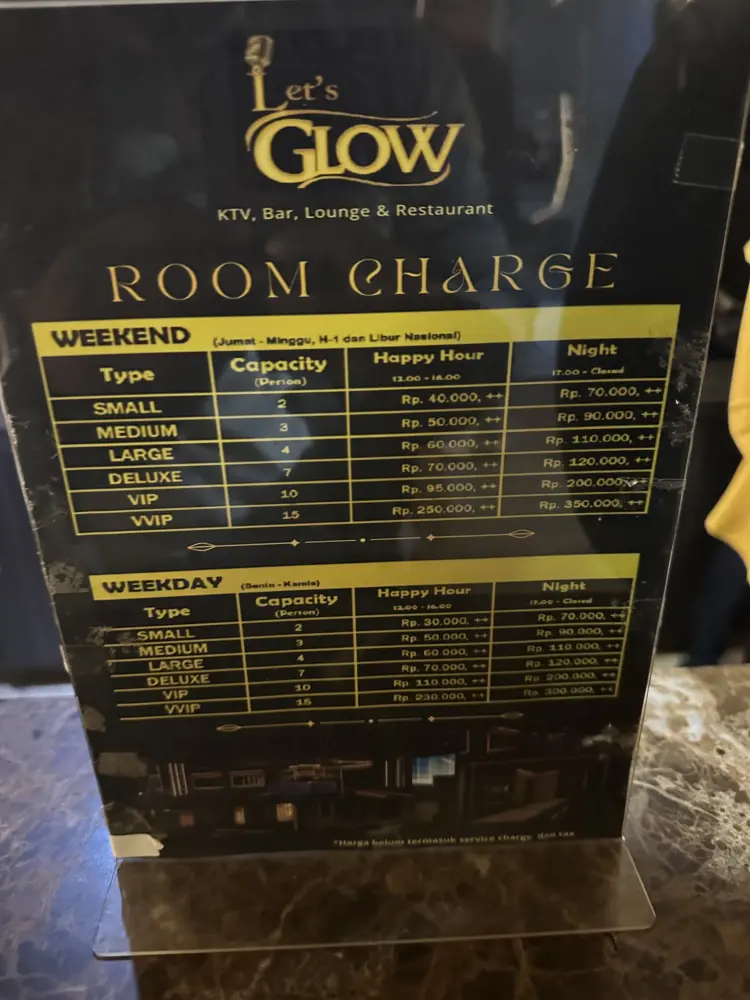 Let's
GLOW
KTV, Bar, Lounge & Restaurant
ROOM CHARGE
WEEKEND (Jumat - Minggu, H-1 dan Libur Nasional)
Type Capacity (Person) Happy Hour 12.00 - 16.00 Night 17.00 - Closed
SMALL 2 Rp. 40.000, ++ Rp. 70.000, ++
MEDIUM 3 Rp. 50.000, ++ Rp. 90.000, ++
LARGE 4 Rp. 60.000, ++ Rp. 110.000, ++
DELUXE 7 Rp. 70.000, ++ Rp. 120.000, ++
VIP 10 Rp. 95.000, ++ Rp. 200.000, ++
VVIP 15 Rp. 250.000, ++ Rp. 350.000, ++
WEEKDAY (Senin - Kamis)
Type Capacity (Person) Happy Hour 12.00 - 16.00 Night 17.00 - Closed
SMALL 2 Rp. 30.000, ++ Rp. 70.000, ++
MEDIUM 3 Rp. 50.000, ++ Rp. 90.000, ++
LARGE 4 Rp. 60.000, ++ Rp. 110.000, ++
DELUXE 7 Rp. 70.000, ++ Rp. 120.000, ++
VIP 10 Rp. 110.000, ++ Rp. 200.000, ++
VVIP 15 Rp. 230.000, ++ Rp. 300.000, ++
*Harga belum termasuk service charge dan tax